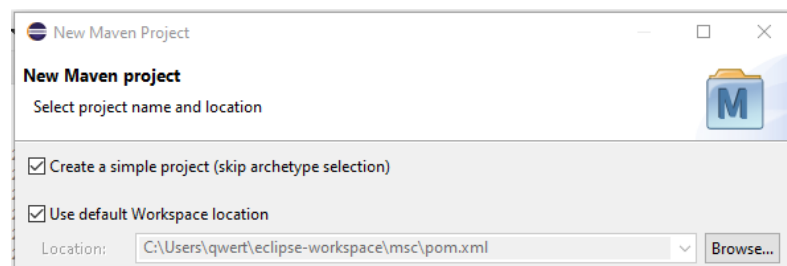 New Maven Project
New Maven project
Select project name and location
M
Create a simple project (skip archetype selection)
Use default Workspace location
Location: C:\Users\qwert\eclipse-workspace\msc\pom.xml Browse...